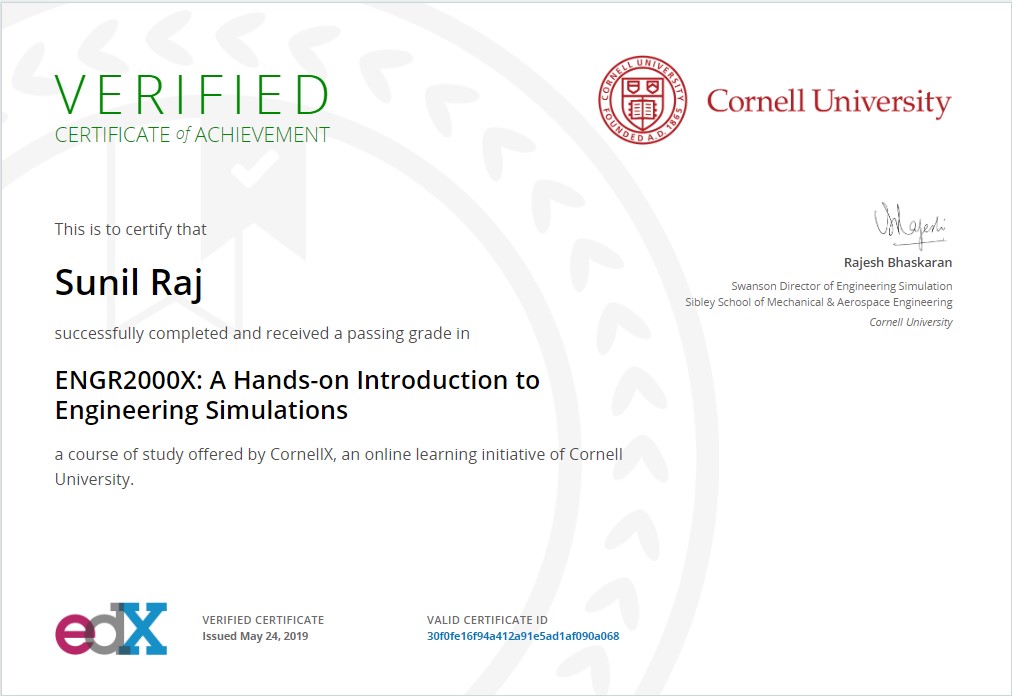 VERIFIED
CERTIFICATE of ACHIEVEMENT
CORNELL UNIVERSITY
FOUNDED A.D. 1865
Cornell University
This is to certify that
Sunil Raj
successfully completed and received a passing grade in
ENGR2000X: A Hands-on Introduction to
Engineering Simulations
a course of study offered by CornellX, an online learning initiative of Cornell
University.
Rajesh Bhaskaran
Swanson Director of Engineering Simulation
Sibley School of Mechanical & Aerospace Engineering
Cornell University
edX
VERIFIED CERTIFICATE
Issued May 24, 2019
VALID CERTIFICATE ID
30f0fe16f94a412a91e5ad1af090a068